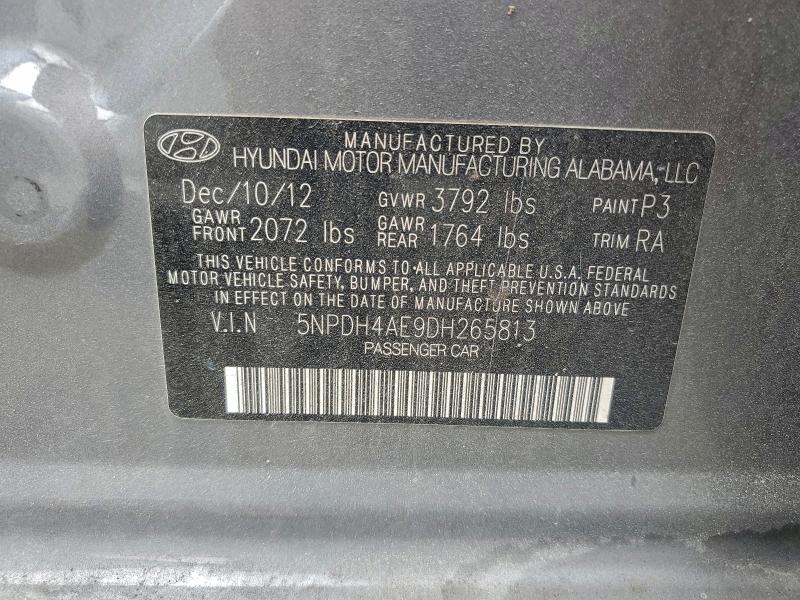 MANUFACTURED BY
HYUNDAI MOTOR MANUFACTURING ALABAMA, LLC
Dec/10/12 GVWR 3792 lbs PAINT P3
GAWR FRONT 2072 lbs GAWR REAR 1764 lbs TRIM RA
THIS VEHICLE CONFORMS TO ALL APPLICABLE U.S.A. FEDERAL
MOTOR VEHICLE SAFETY, BUMPER, AND THEFT PREVENTION STANDARDS
IN EFFECT ON THE DATE OF MANUFACTURE SHOWN ABOVE
V.I.N 5NPDH4AE9DH265813
PASSENGER CAR